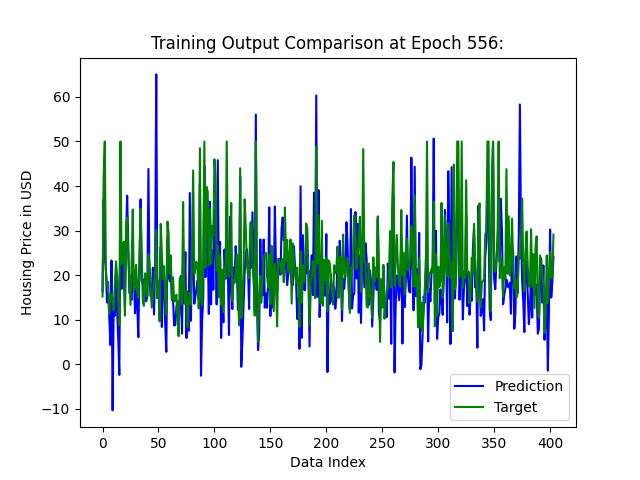 Training Output Comparison at Epoch 556:
Housing Price in USD
60
50
40
30
20
10
0
−10
0 50 100 150 200 250 300 350 400
Data Index
Prediction
Target